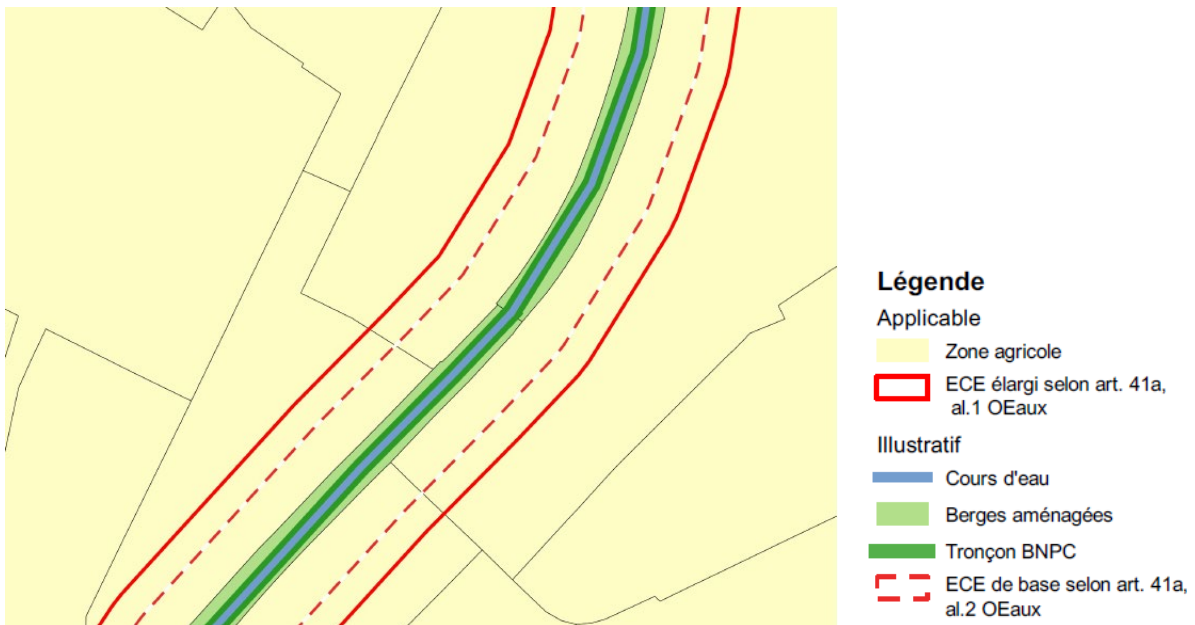 Légende
Applicable
Zone agricole
ECE élargi selon art. 41a,
al.1 OEaux
Illustratif
Cours d'eau
Berges aménagées
Tronçon BNPC
ECE de base selon art. 41a,
al.2 OEaux